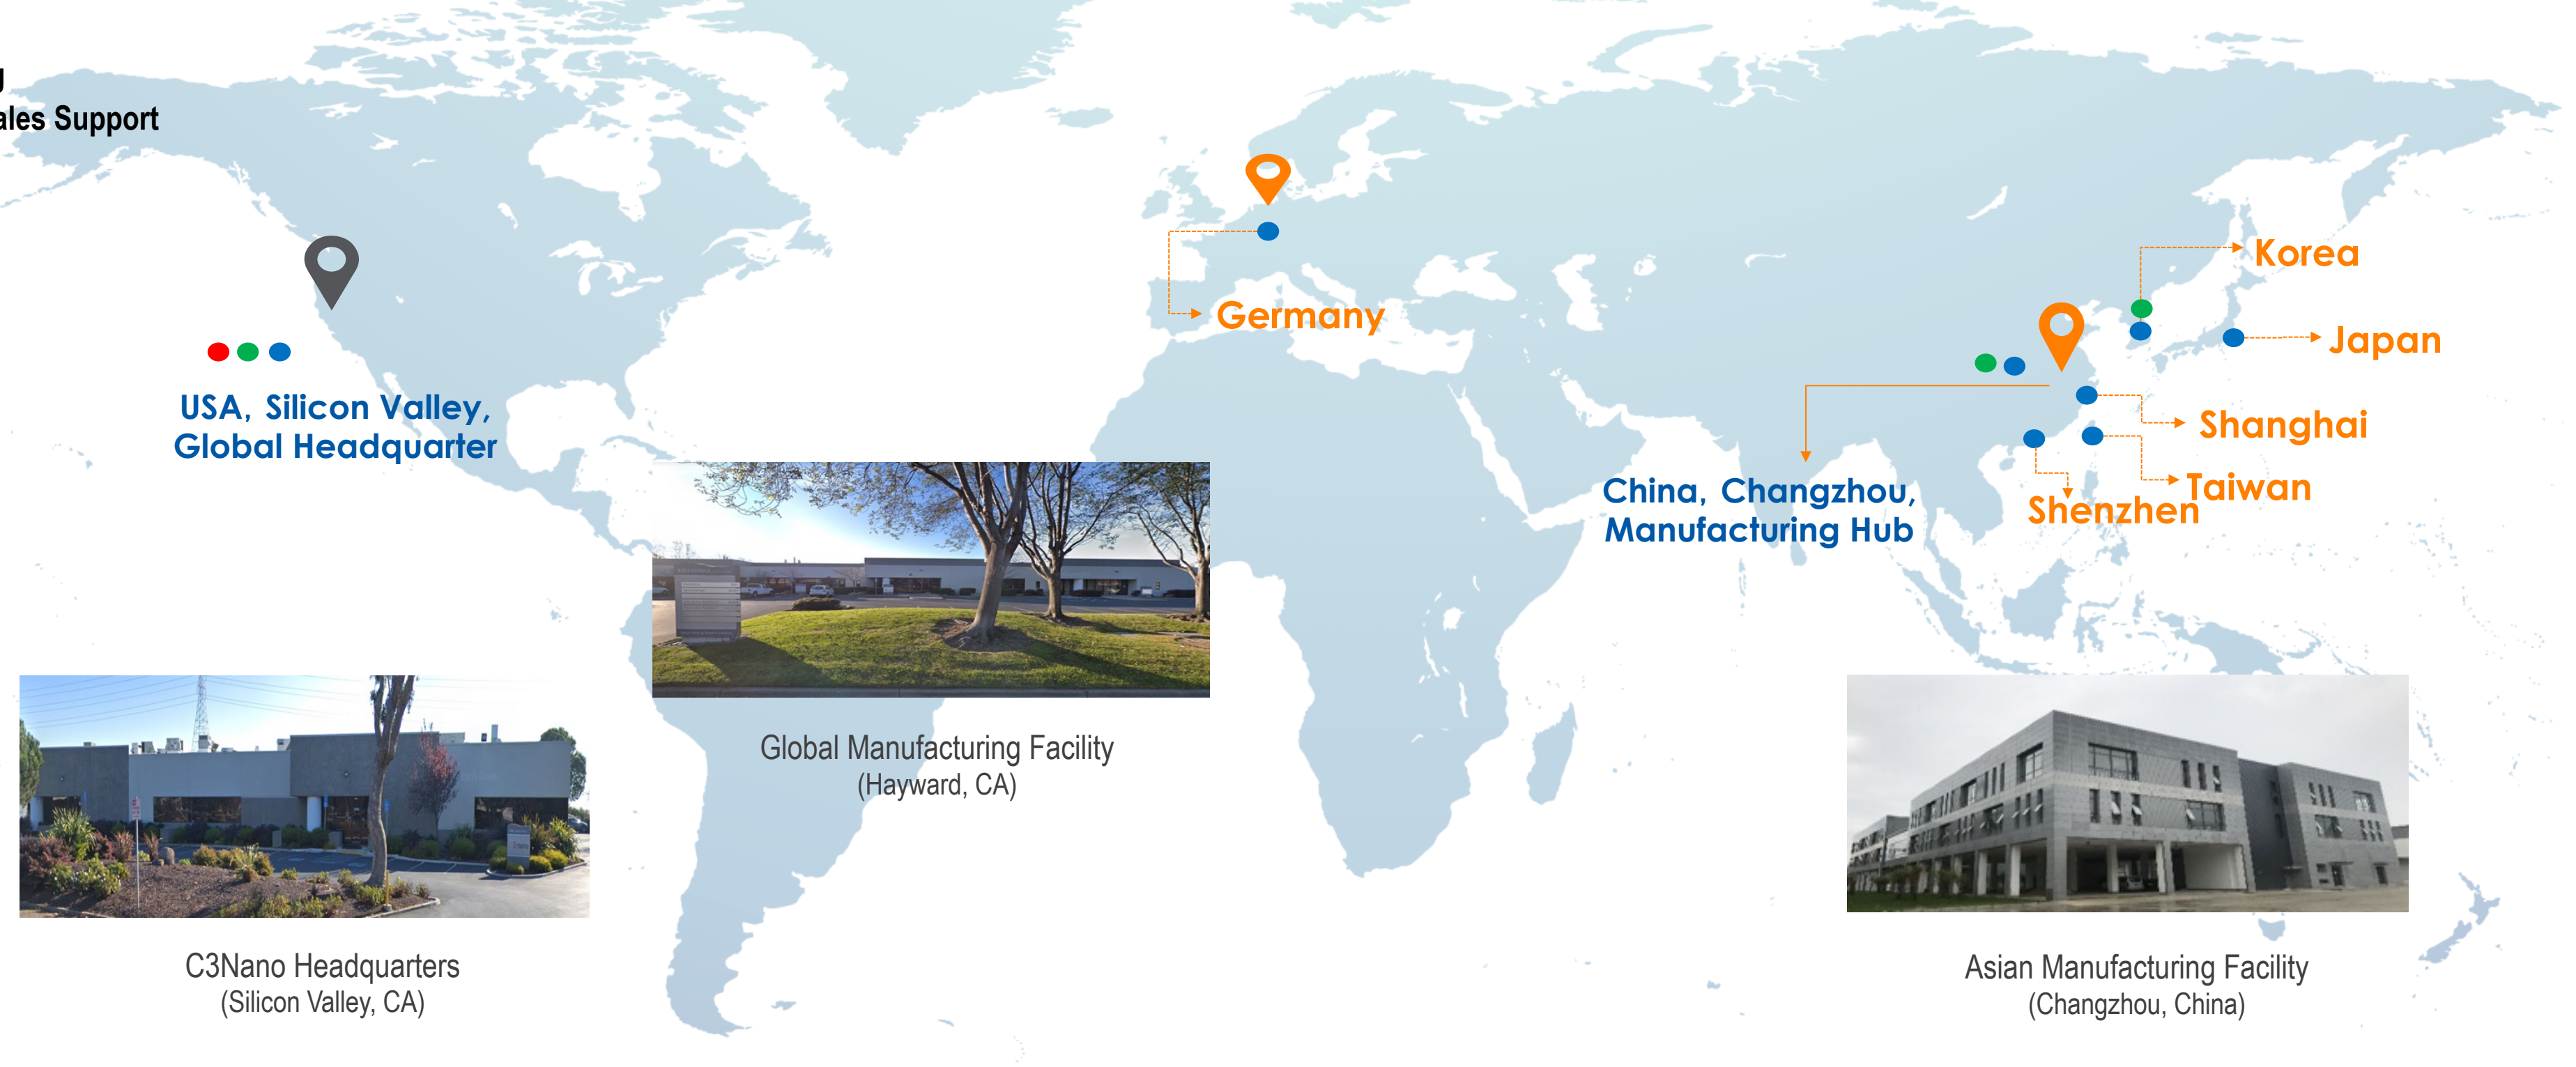 ales Support
Korea
Germany
Japan
USA, Silicon Valley,
Global Headquarter
Shanghai
China, Changzhou,
Manufacturing Hub
Taiwan
Shenzhen
Global Manufacturing Facility
(Hayward, CA)
C3Nano Headquarters
(Silicon Valley, CA)
Asian Manufacturing Facility
(Changzhou, China)